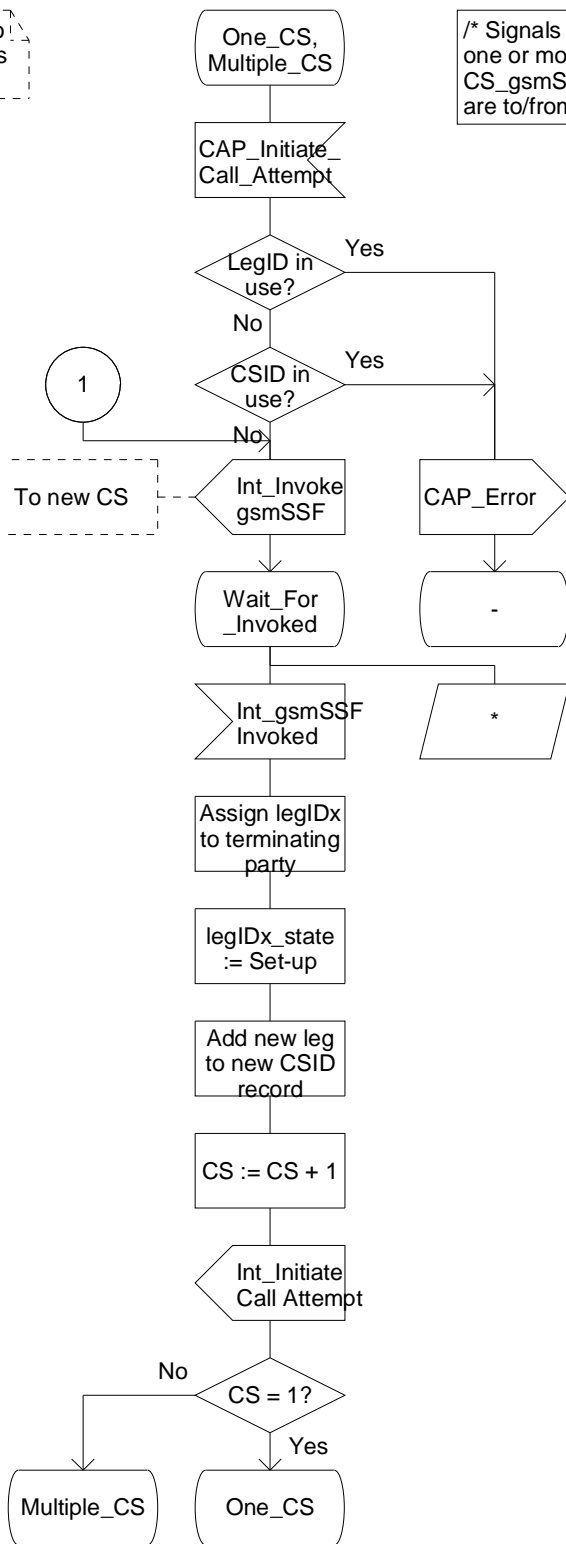 s
One_CS,
Multiple_CS
/* Signals
one or mo
CS_gsmS
are to/from
CAP_Initiate_
Call_Attempt
LegID in
use?
Yes
No
1
CSID in
use?
Yes
No
To new CS
Int_Invoke
gsmSSF
CAP_Error
Wait_For
_Invoked
-
Int_gsmSSF
Invoked
*
Assign legIDx
to terminating
party
legIDx_state
:= Set-up
Add new leg
to new CSID
record
CS := CS + 1
Int_Initiate
Call Attempt
No
CS = 1?
Yes
Multiple_CS
One_CS